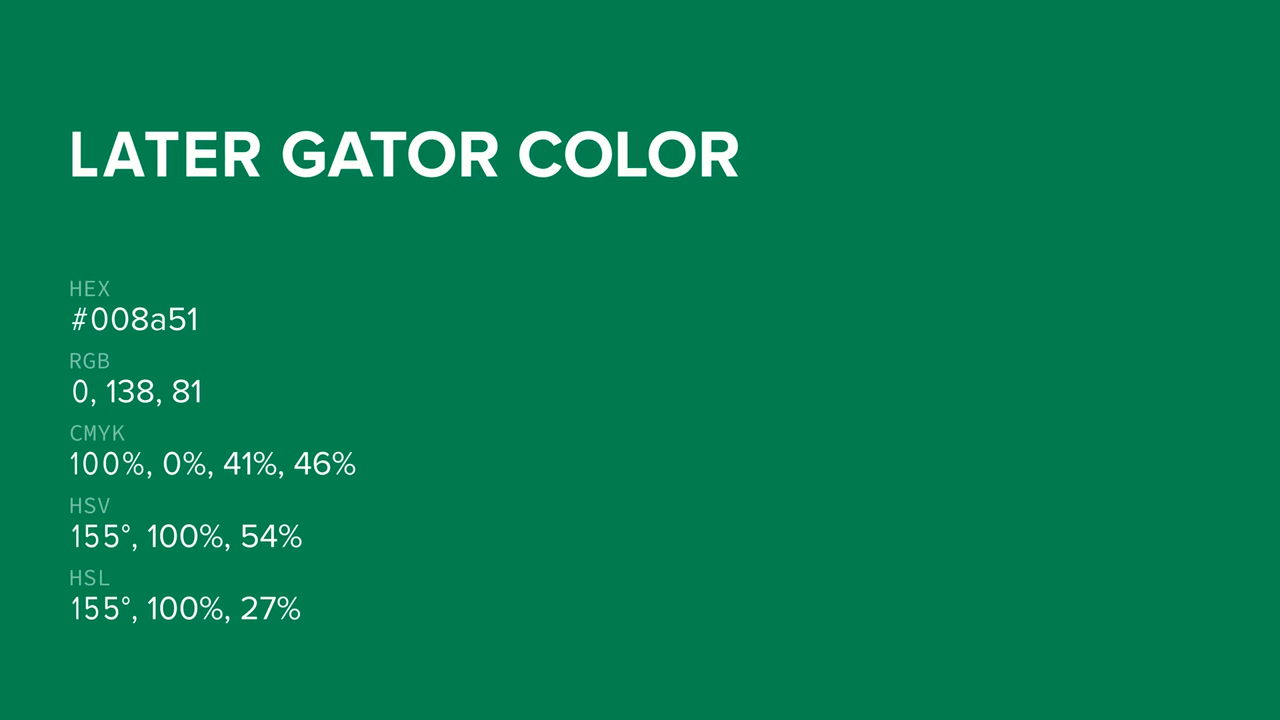 LATER GATOR COLOR
HEX
#008a51
RGB
0, 138, 81
CMYK
100%, 0%, 41%, 46%
HSV
155°, 100%, 54%
HSL
155°, 100%, 27%